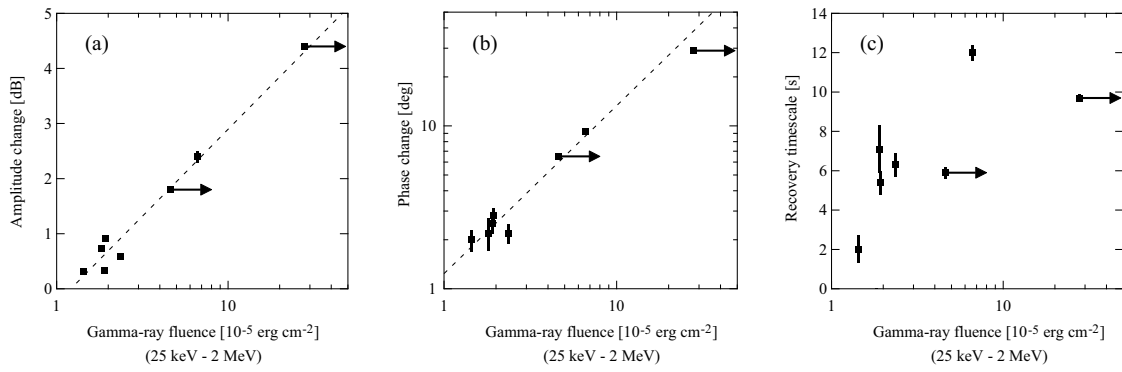 (a)
5
4
3
2
1
0
Amplitude change [dB]
1
10
Gamma-ray fluence [10-5 erg cm-2]
(25 keV - 2 MeV)
(b)
10
1
Phase change [deg]
1
10
Gamma-ray fluence [10-5 erg cm-2]
(25 keV - 2 MeV)
(c)
14
12
10
8
6
4
2
0
Recovery timescale [s]
1
10
Gamma-ray fluence [10-5 erg cm-2]
(25 keV - 2 MeV)